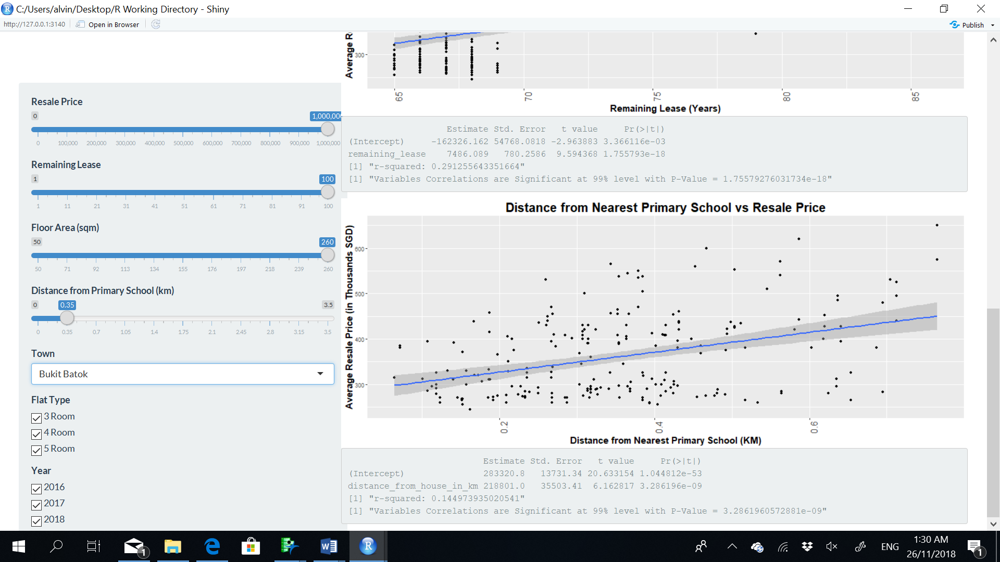 C:/Users/alvin/Desktop/R Working Directory - Shiny
http://127.0.0.1:3140 Open in Browser Publish
Resale Price
0 1,000,000
0 100,000 200,000 300,000 400,000 500,000 600,000 700,000 800,000 900,000 1,000,000
Remaining Lease
1 100
1 11 21 31 41 51 61 71 81 91 100
Floor Area (sqm)
50 260
50 71 92 113 134 155 176 197 218 239 260
Distance from Primary School (km)
0 0.35 3.5
0 0.35 0.7 1.05 1.4 1.75 2.1 2.45 2.8 3.15 3.5
Town
Bukit Batok
Flat Type
3 Room
4 Room
5 Room
Year
2016
2017
2018
Average R
300
65 70 75 80 85
Remaining Lease (Years)
Estimate Std. Error t value Pr(>|t|)
(Intercept) -162326.162 54768.0818 -2.963883 3.366116e-03
remaining_lease 7486.089 780.2586 9.594368 1.755793e-18
[1] "r-squared: 0.291255643351664"
[1] "Variables Correlations are Significant at 99% level with P-Value = 1.75579276031734e-18"
Distance from Nearest Primary School vs Resale Price
Average Resale Price (in Thousands SGD)
600
500
400
300
0.2 0.4 0.6
Distance from Nearest Primary School (KM)
Estimate Std. Error t value Pr(>|t|)
(Intercept) 283320.8 13731.34 20.633154 1.044812e-53
distance_from_house_in_km 218801.0 35503.41 6.162817 3.286196e-09
[1] "r-squared: 0.144973935020541"
[1] "Variables Correlations are Significant at 99% level with P-Value = 3.2861960572881e-09"
1 ENG 1:30 AM 1
26/11/2018